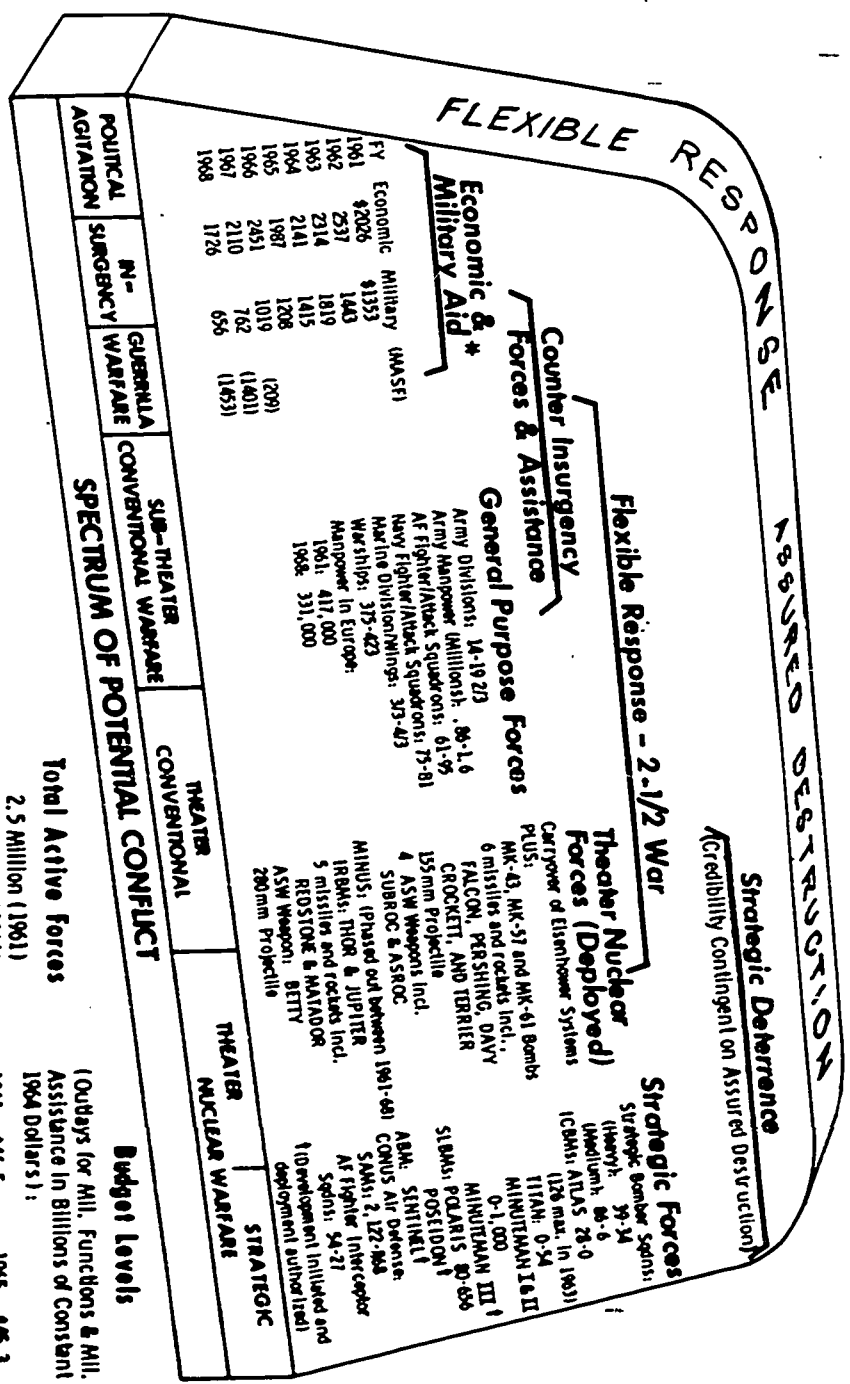 FLEXIBLE RESPONSE ASSURED DESTRUCTION
Strategic Deterrence
(Credibility Contingent on Assured Destruction)
Flexible Response - 2-1/2 War
Counter Insurgency
Forces & Assistance
Economic & *
Military Aid
FY Economic Military (MASF)
1961 $2026 $1353
1962 2537 1443
1963 2314 1819
1964 2141 1415
1965 1987 1208
1966 2451 1019 (209)
1967 2110 762 (1401)
1968 1726 656 (1453)
General Purpose Forces
Army Divisions: 14-19 2/3
Army Manpower (Millions): .86-1.6
AF Fighter/Attack Squadrons: 61-95
Navy Fighter/Attack Squadrons: 75-81
Marine Division/Wings: 3/3-4/3
Warships: 375-423
Manpower in Europe:
1961: 417,000
1968: 331,000
Theater Nuclear
Forces (Deployed)
Carryover of Eisenhower Systems
PLUS:
MK-43, MK-57 and MK-61 Bombs
6 missiles and rockets incl.,
FALCON, PERSHING, DAVY
CROCKETT, AND TERRIER
155mm Projectile
4 ASW Weapons incl.
SUBROC & ASROC
MINUS: (Phased out between 1961-68)
IRBMs: THOR & JUPITER
5 missiles and rockets incl.
REDSTONE & MATADOR
ASW Weapon: BETTY
280mm Projectile
Strategic Forces
Strategic Bomber Sqdns:
(Heavy): 39-34
(Medium): 86-6
ICBMs: ATLAS 28-0
(126 max. in 1963)
TITAN: 0-54
MINUTEMAN I & II
0-1,000
MINUTEMAN III †
SLBMs: POLARIS 80-656
POSEIDON †
ABM: SENTINEL †
CONUS Air Defense:
SAMs: 2,122-868
AF Fighter Interceptor
Sqdns: 54-27
†(Development initiated and
deployment authorized)
POLITICAL
AGITATION
IN-
SURGENCY
GUERRILLA
WARFARE
SUB-THEATER
CONVENTIONAL WARFARE
THEATER
CONVENTIONAL
THEATER
NUCLEAR WARFARE
STRATEGIC
SPECTRUM OF POTENTIAL CONFLICT
Total Active Forces
2.5 Million (1961)
Budget Levels
(Outlays for Mil. Functions & Mil.
Assistance in Billions of Constant
1964 Dollars):